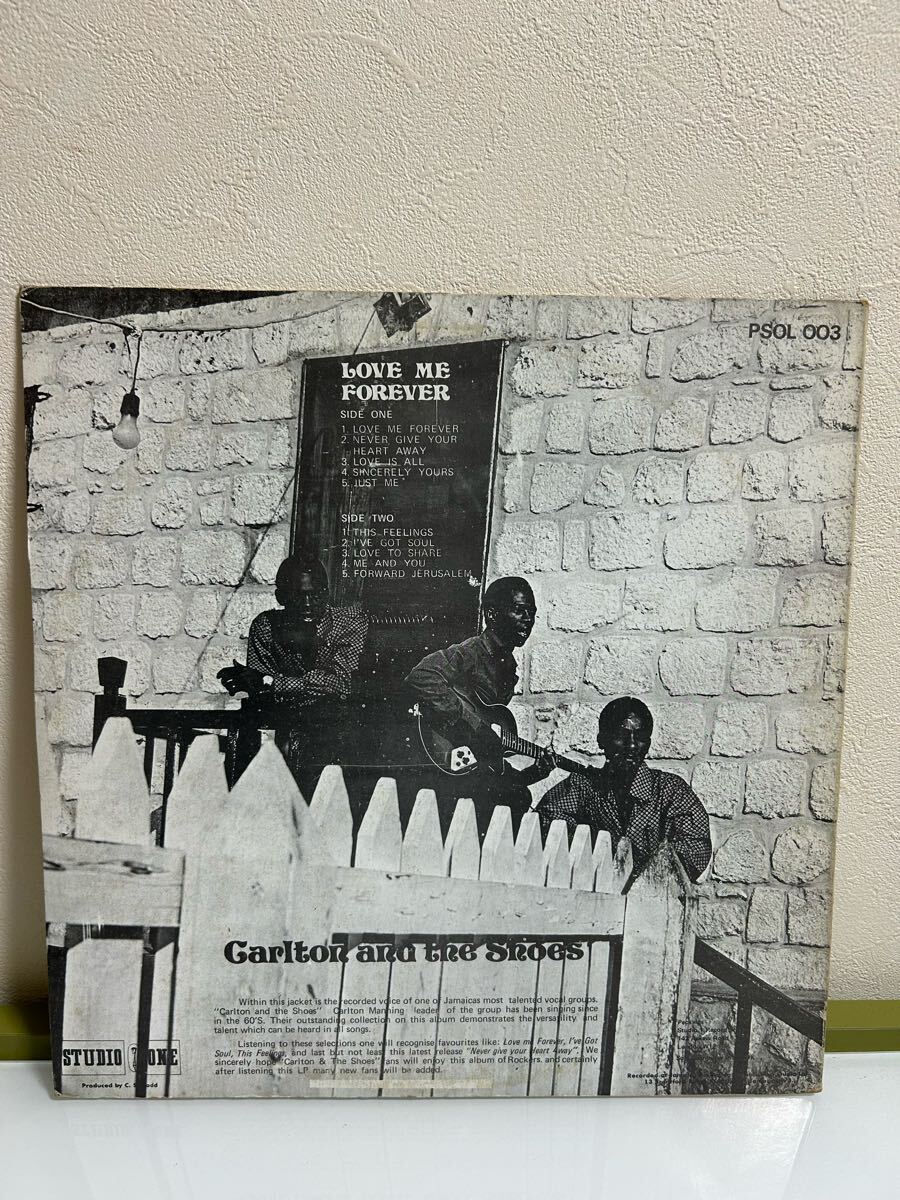 PSOL 003
LOVE ME
FOREVER
SIDE ONE
1. LOVE ME FOREVER
2. NEVER GIVE YOUR
HEART AWAY
3. LOVE IS ALL
4. SINCERELY YOURS
5. JUST ME
SIDE TWO
1. THIS FEELINGS
2. I'VE GOT SOUL
3. LOVE TO SHARE
4. ME AND YOU
5. FORWARD JERUSALEM
Carlton and the Shoes
Within this jacket is the recorded voice of one of Jamaicas most talented vocal groups.
"Carlton and the Shoes" Carlton Manning leader of the group has been singing since
in the 60'S. Their outstanding collection on this album demonstrates the versatility and
talent which can be heard in all songs.
Listening to these selections one will recognise favourites like: Love me Forever, I've Got
Soul, This Feelings, and last but not least this latest release "Never give your Heart Away". We
sincerely hope "Carlton & The Shoes" fans will enjoy this album of Rockers. and certainly
after listening this LP many new fans will be added.
STUDIO ONE
Produced by C. S.
Recorded
13